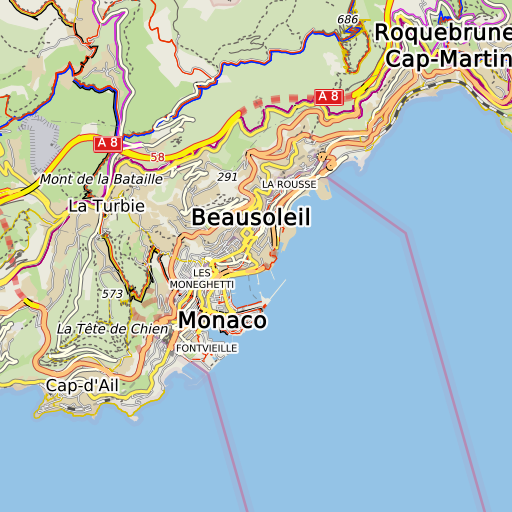 686
Roquebrune
Cap-Martin
A 8
A 8
58
Mont de la Bataille
291
LA ROUSSE
La Turbie
Beausoleil
LES
MONEGHETTI
573
Monaco
La Tête de Chien
FONTVIEILLE
Cap-d'Ail